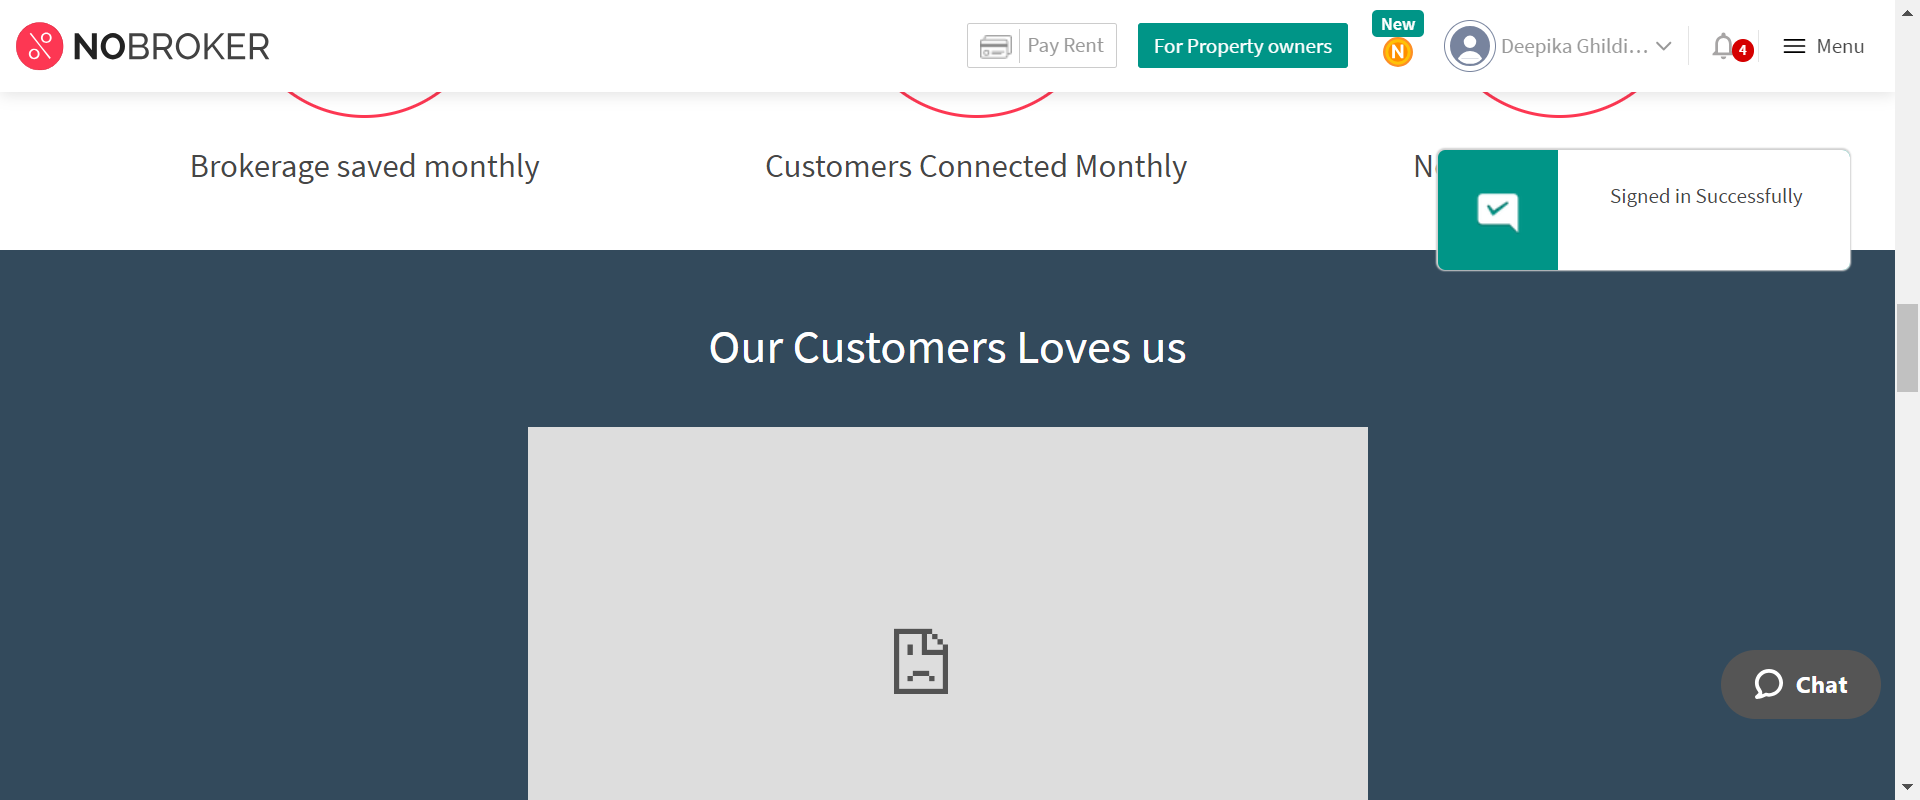 NOBROKER
Pay Rent
For Property owners
New
N
Deepika Ghildi...
4
Menu
Brokerage saved monthly
Customers Connected Monthly
Signed in Successfully
Our Customers Loves us
Chat